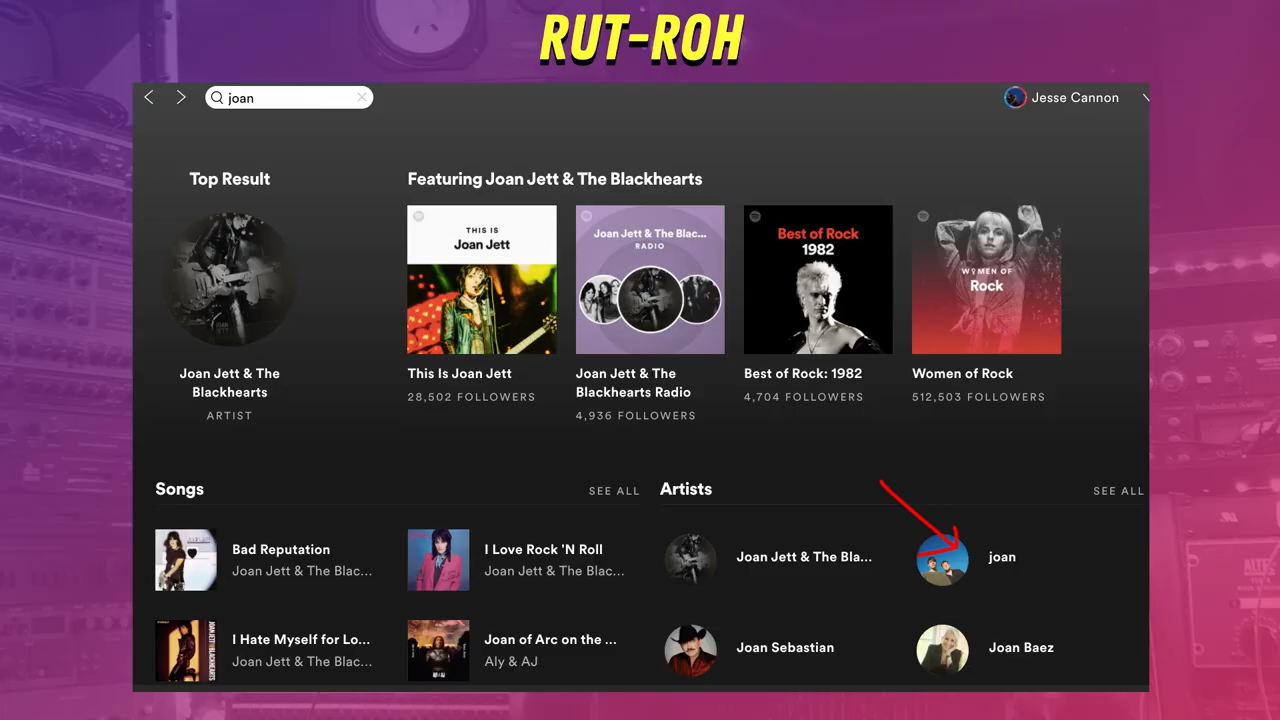 RUT-ROH
joan
Jesse Cannon
Top Result
Featuring Joan Jett & The Blackhearts
THIS IS
Joan Jett
Joan Jett & The Blac...
RADIO
Best of Rock
1982
WOMEN OF
Rock
Joan Jett & The
Blackhearts
ARTIST
This Is Joan Jett
28,502 FOLLOWERS
Joan Jett & The
Blackhearts Radio
4,936 FOLLOWERS
Best of Rock: 1982
4,704 FOLLOWERS
Women of Rock
512,503 FOLLOWERS
Songs
SEE ALL
Artists
SEE ALL
Bad Reputation
Joan Jett & The Blac...
I Love Rock 'N Roll
Joan Jett & The Blac...
Joan Jett & The Bla...
joan
I Hate Myself for Lo...
Joan Jett & The Blac...
Joan of Arc on the ...
Aly & AJ
Joan Sebastian
Joan Baez